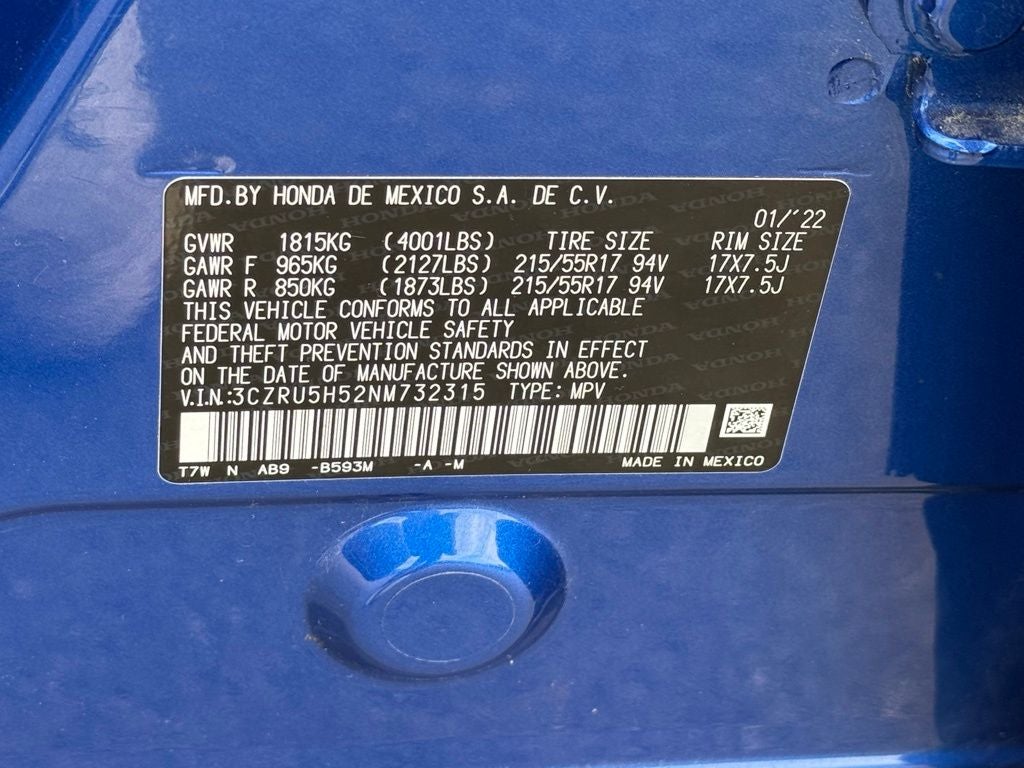 MFD.BY HONDA DE MEXICO S.A. DE C.V.
01/'22
GVWR 1815KG (4001LBS) TIRE SIZE RIM SIZE
GAWR F 965KG (2127LBS) 215/55R17 94V 17X7.5J
GAWR R 850KG (1873LBS) 215/55R17 94V 17X7.5J
THIS VEHICLE CONFORMS TO ALL APPLICABLE
FEDERAL MOTOR VEHICLE SAFETY
AND THEFT PREVENTION STANDARDS IN EFFECT
ON THE DATE OF MANUFACTURE SHOWN ABOVE.
V.I.N.:3CZRU5H52NM732315 TYPE: MPV
T7W N AB9 -B593M -A -M MADE IN MEXICO